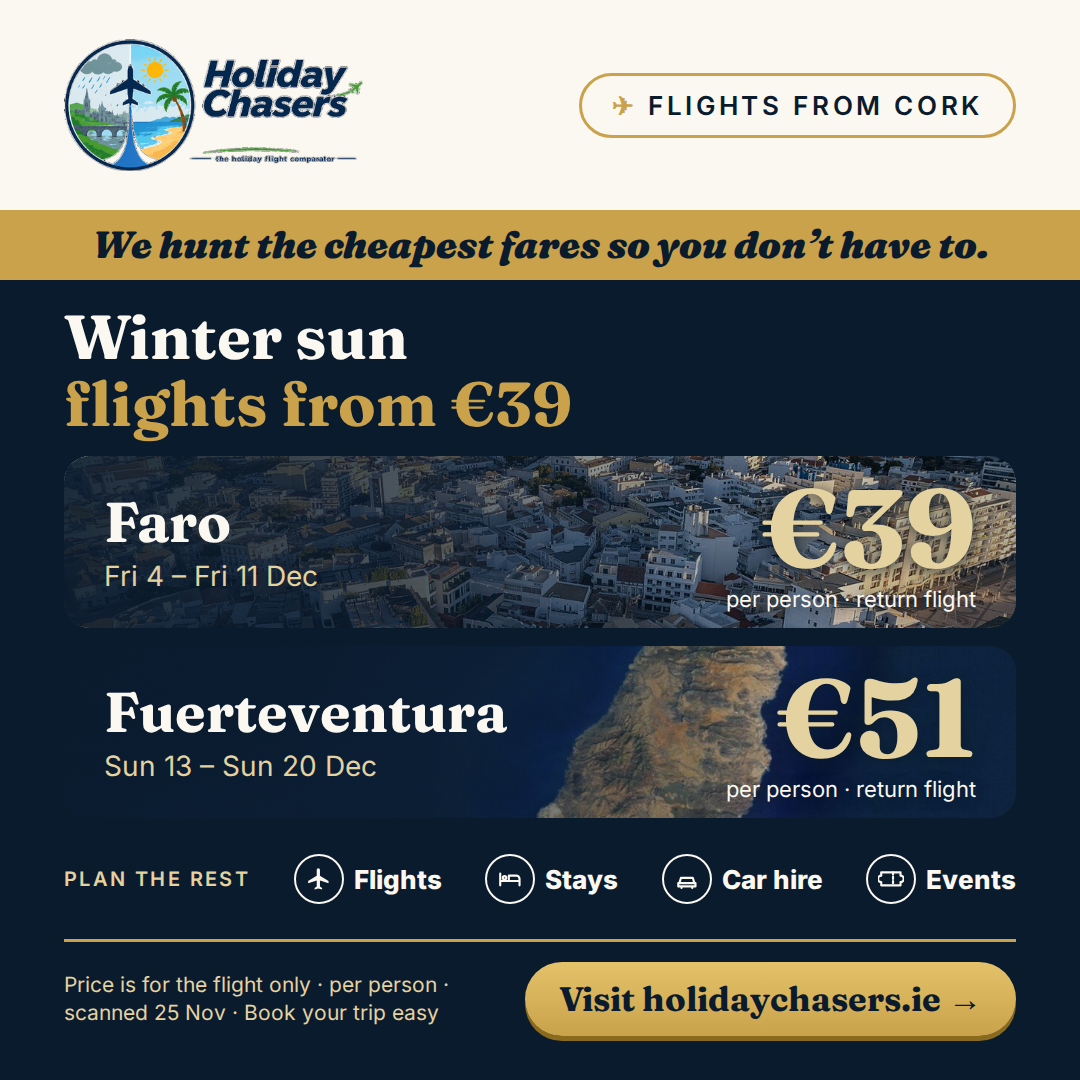 Holiday
Chasers
the holiday flight comparator
✈ FLIGHTS FROM CORK
We hunt the cheapest fares so you don’t have to.
Winter sun
flights from €39
Faro
Fri 4 – Fri 11 Dec
€39
per person · return flight
Fuerteventura
Sun 13 – Sun 20 Dec
€51
per person · return flight
PLAN THE REST Flights Stays Car hire Events
Price is for the flight only · per person ·
scanned 25 Nov · Book your trip easy
Visit holidaychasers.ie →